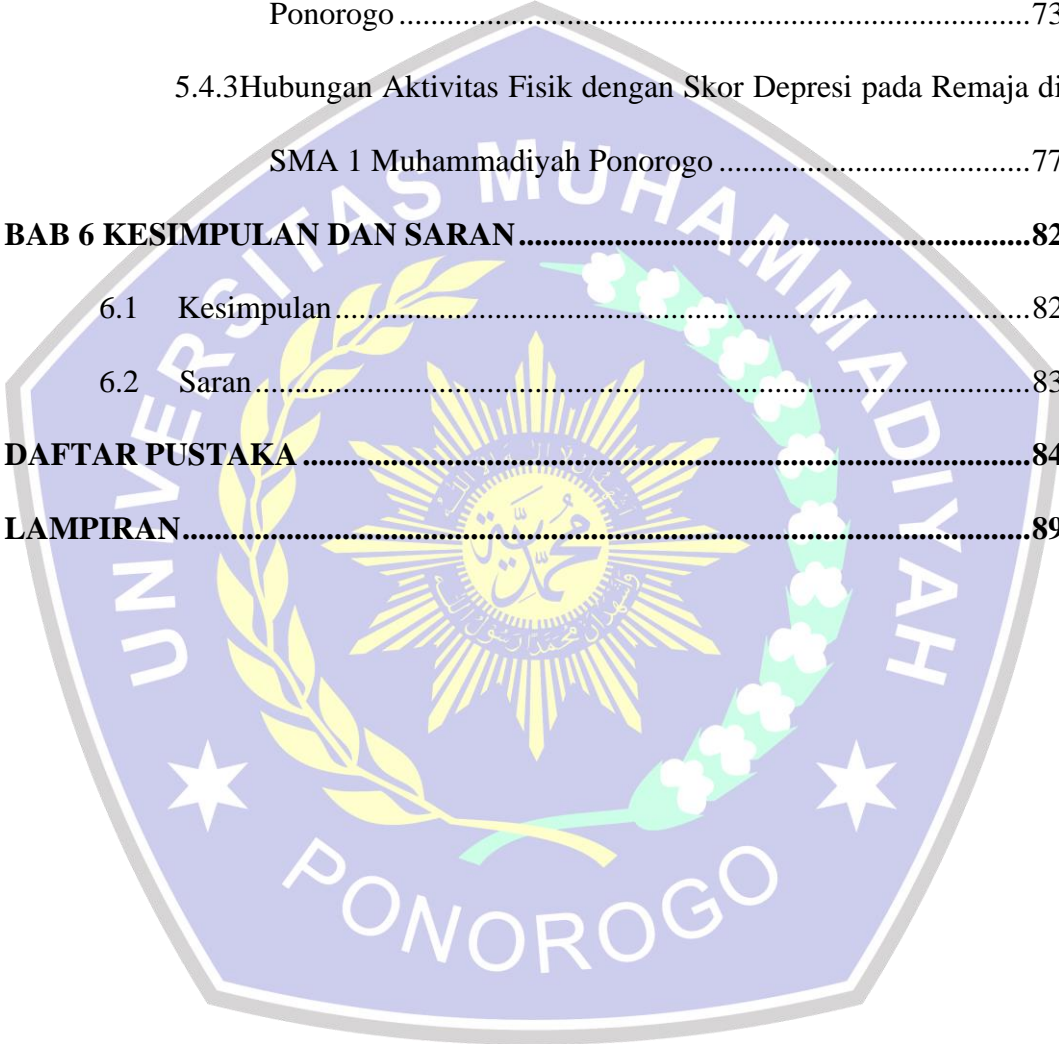 Ponorogo ........................................................................73
5.4.3Hubungan Aktivitas Fisik dengan Skor Depresi pada Remaja di
SMA 1 Muhammadiyah Ponorogo ....................................77
BAB 6 KESIMPULAN DAN SARAN ..........................................................82
6.1 Kesimpulan ...............................................................................82
6.2 Saran .........................................................................................83
DAFTAR PUSTAKA ...................................................................................84
LAMPIRAN .................................................................................................89
UNIVERSITAS MUHAMMADIYAH
محمد
PONOROGO